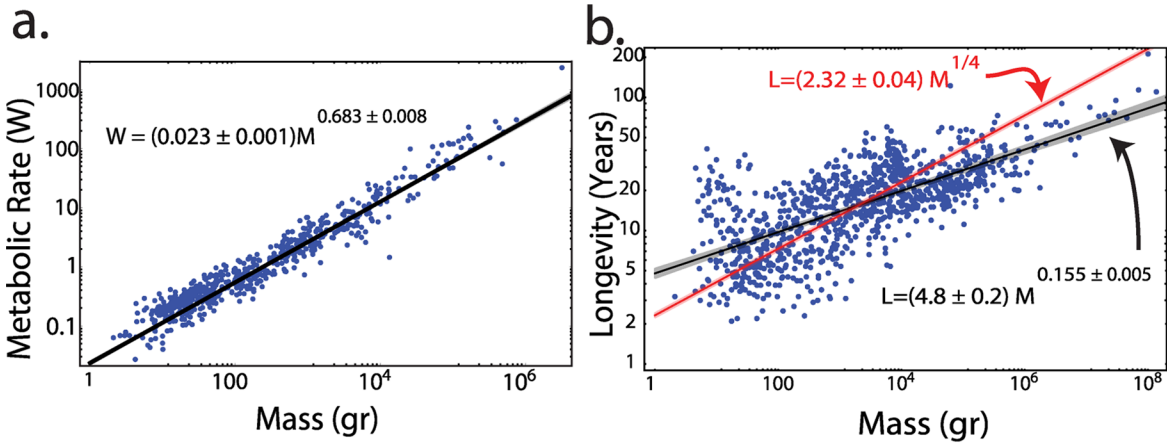 a.
Metabolic Rate (W)
1000
100
10
1
0.1
W = (0.023 ± 0.001)M^0.683 ± 0.008
1 100 10^4 10^6
Mass (gr)
b.
Longevity (Years)
200
100
50
20
10
5
2
1
L=(2.32 ± 0.04) M^1/4
L=(4.8 ± 0.2) M^0.155 ± 0.005
1 100 10^4 10^6 10^8
Mass (gr)